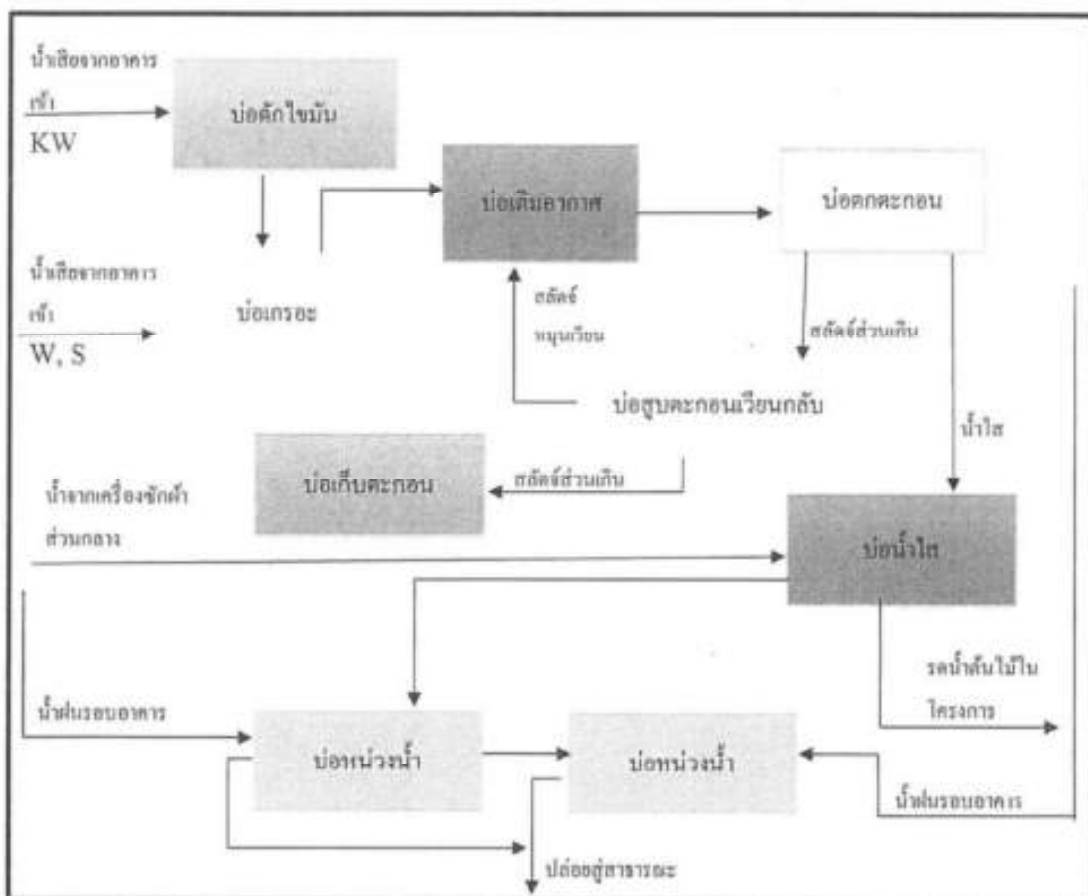 น้ำเสียจากอาคาร
เข้า
KW
บ่อดักไขมัน
บ่อเติมอากาศ
บ่อตกตะกอน
น้ำเสียจากอาคาร
เข้า
W, S
บ่อเกรอะ
สลัดจ์
หมุนเวียน
สลัดจ์ส่วนเกิน
บ่อสูบตะกอนเวียนกลับ
น้ำใส
บ่อเก็บตะกอน
สลัดจ์ส่วนเกิน
น้ำจากเครื่องซักผ้า
ส่วนกลาง
บ่อน้ำใส
รดน้ำต้นไม้ใน
โครงการ
น้ำฝนรอบอาคาร
บ่อหน่วงน้ำ
บ่อหน่วงน้ำ
น้ำฝนรอบอาคาร
ปล่อยสู่สาธารณะ